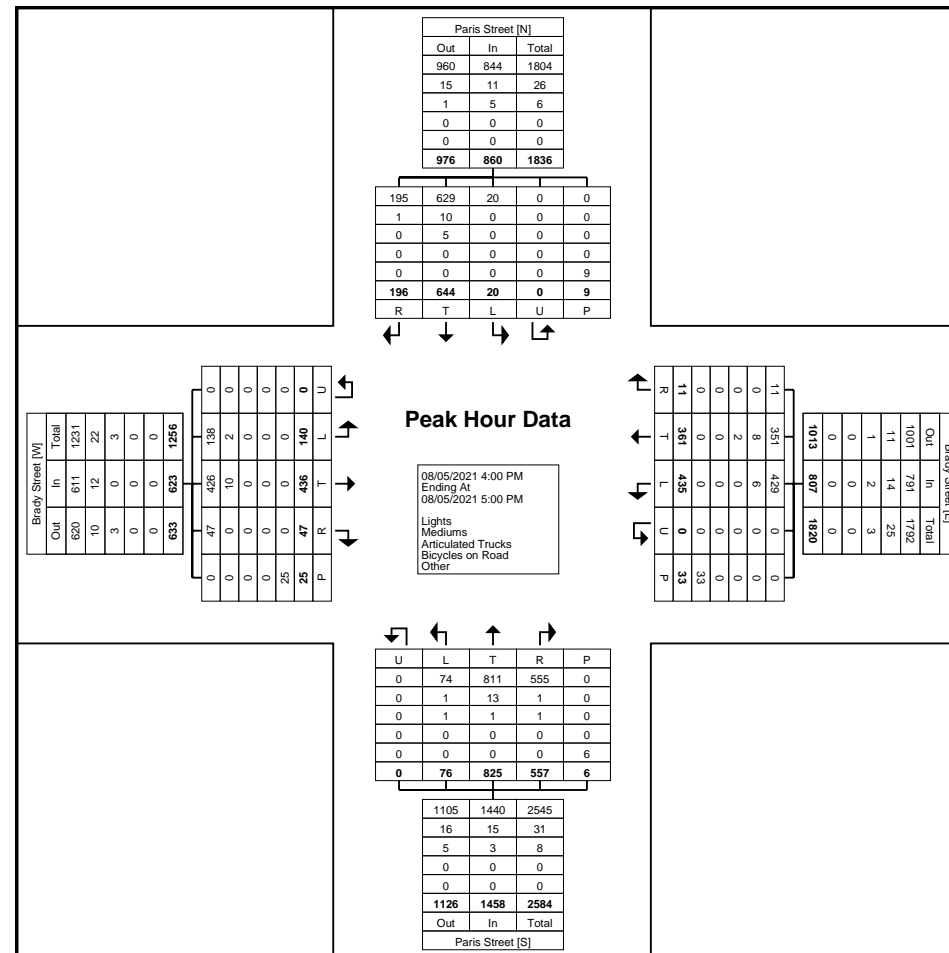 Paris Street [N]
Out In Total
960 844 1804
15 11 26
1 5 6
0 0 0
0 0 0
976 860 1836
195 629 20 0 0
1 10 0 0 0
0 5 0 0 0
0 0 0 0 0
0 0 0 0 9
196 644 20 0 9
R T L U P
U L T R P
0 140 436 47 25
0 0 0 0 25
0 0 0 0 0
0 0 0 0 0
0 2 10 0 0
0 138 426 47 0
1256 623 633
0 0 0
0 0 0
3 0 3
22 12 10
1231 611 620
Total In Out
Brady Street [W]
Peak Hour Data
08/05/2021 4:00 PM
Ending At
08/05/2021 5:00 PM
Lights
Mediums
Articulated Trucks
Bicycles on Road
Other
Brady Street [E]
Out In Total
1001 791 1792
11 14 25
1 2 3
0 0 0
0 0 0
1013 807 1820
11 351 429 0 0
0 8 6 0 0
0 2 0 0 0
0 0 0 0 0
0 0 0 0 33
11 361 435 0 33
R T L U P
U L T R P
0 74 811 555 0
0 1 13 1 0
0 1 1 1 0
0 0 0 0 0
0 0 0 0 6
0 76 825 557 6
1105 1440 2545
16 15 31
5 3 8
0 0 0
0 0 0
1126 1458 2584
Out In Total
Paris Street [S]